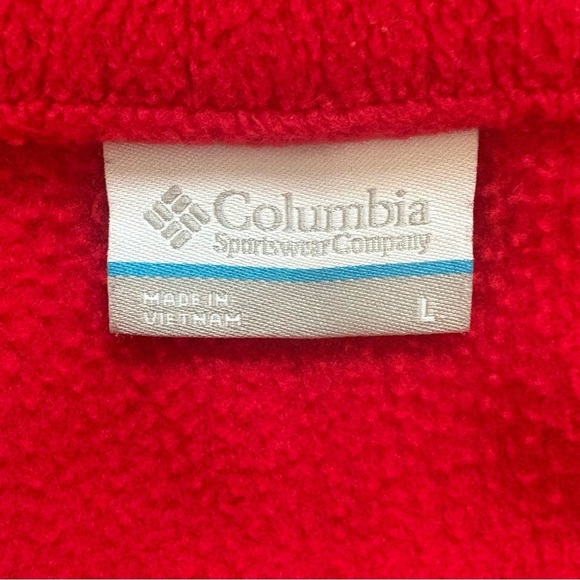 Columbia
Sportswear Company
MADE IN
VIETNAM
L